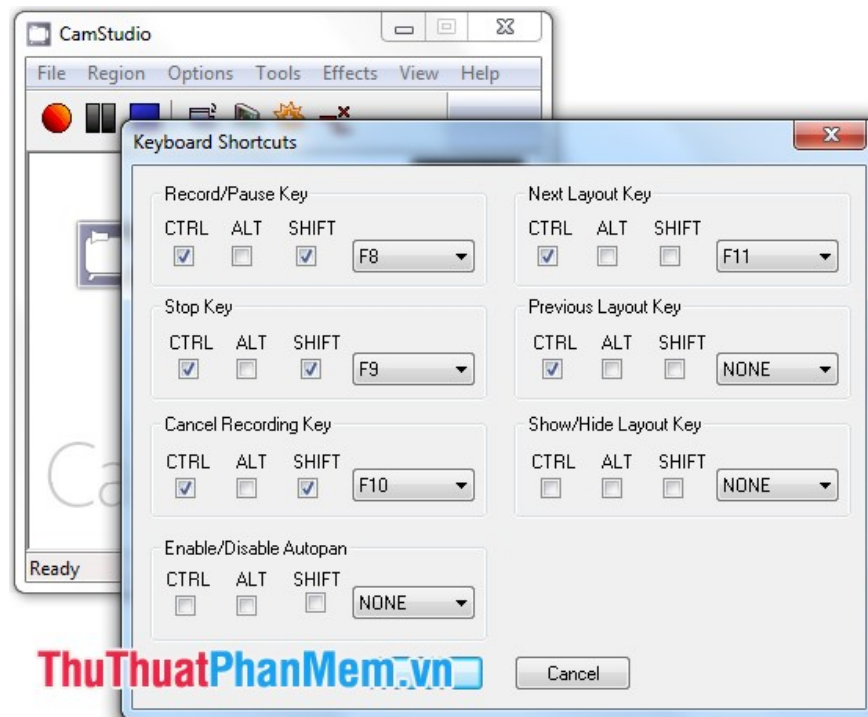 CamStudio
File Region Options Tools Effects View Help
Keyboard Shortcuts
Record/Pause Key
CTRL ALT SHIFT
F8
Next Layout Key
CTRL ALT SHIFT
F11
Stop Key
CTRL ALT SHIFT
F9
Previous Layout Key
CTRL ALT SHIFT
NONE
Cancel Recording Key
CTRL ALT SHIFT
F10
Show/Hide Layout Key
CTRL ALT SHIFT
NONE
Enable/Disable Autopan
CTRL ALT SHIFT
NONE
Ca
Ready
ThuThuatPhanMem.vn
Cancel